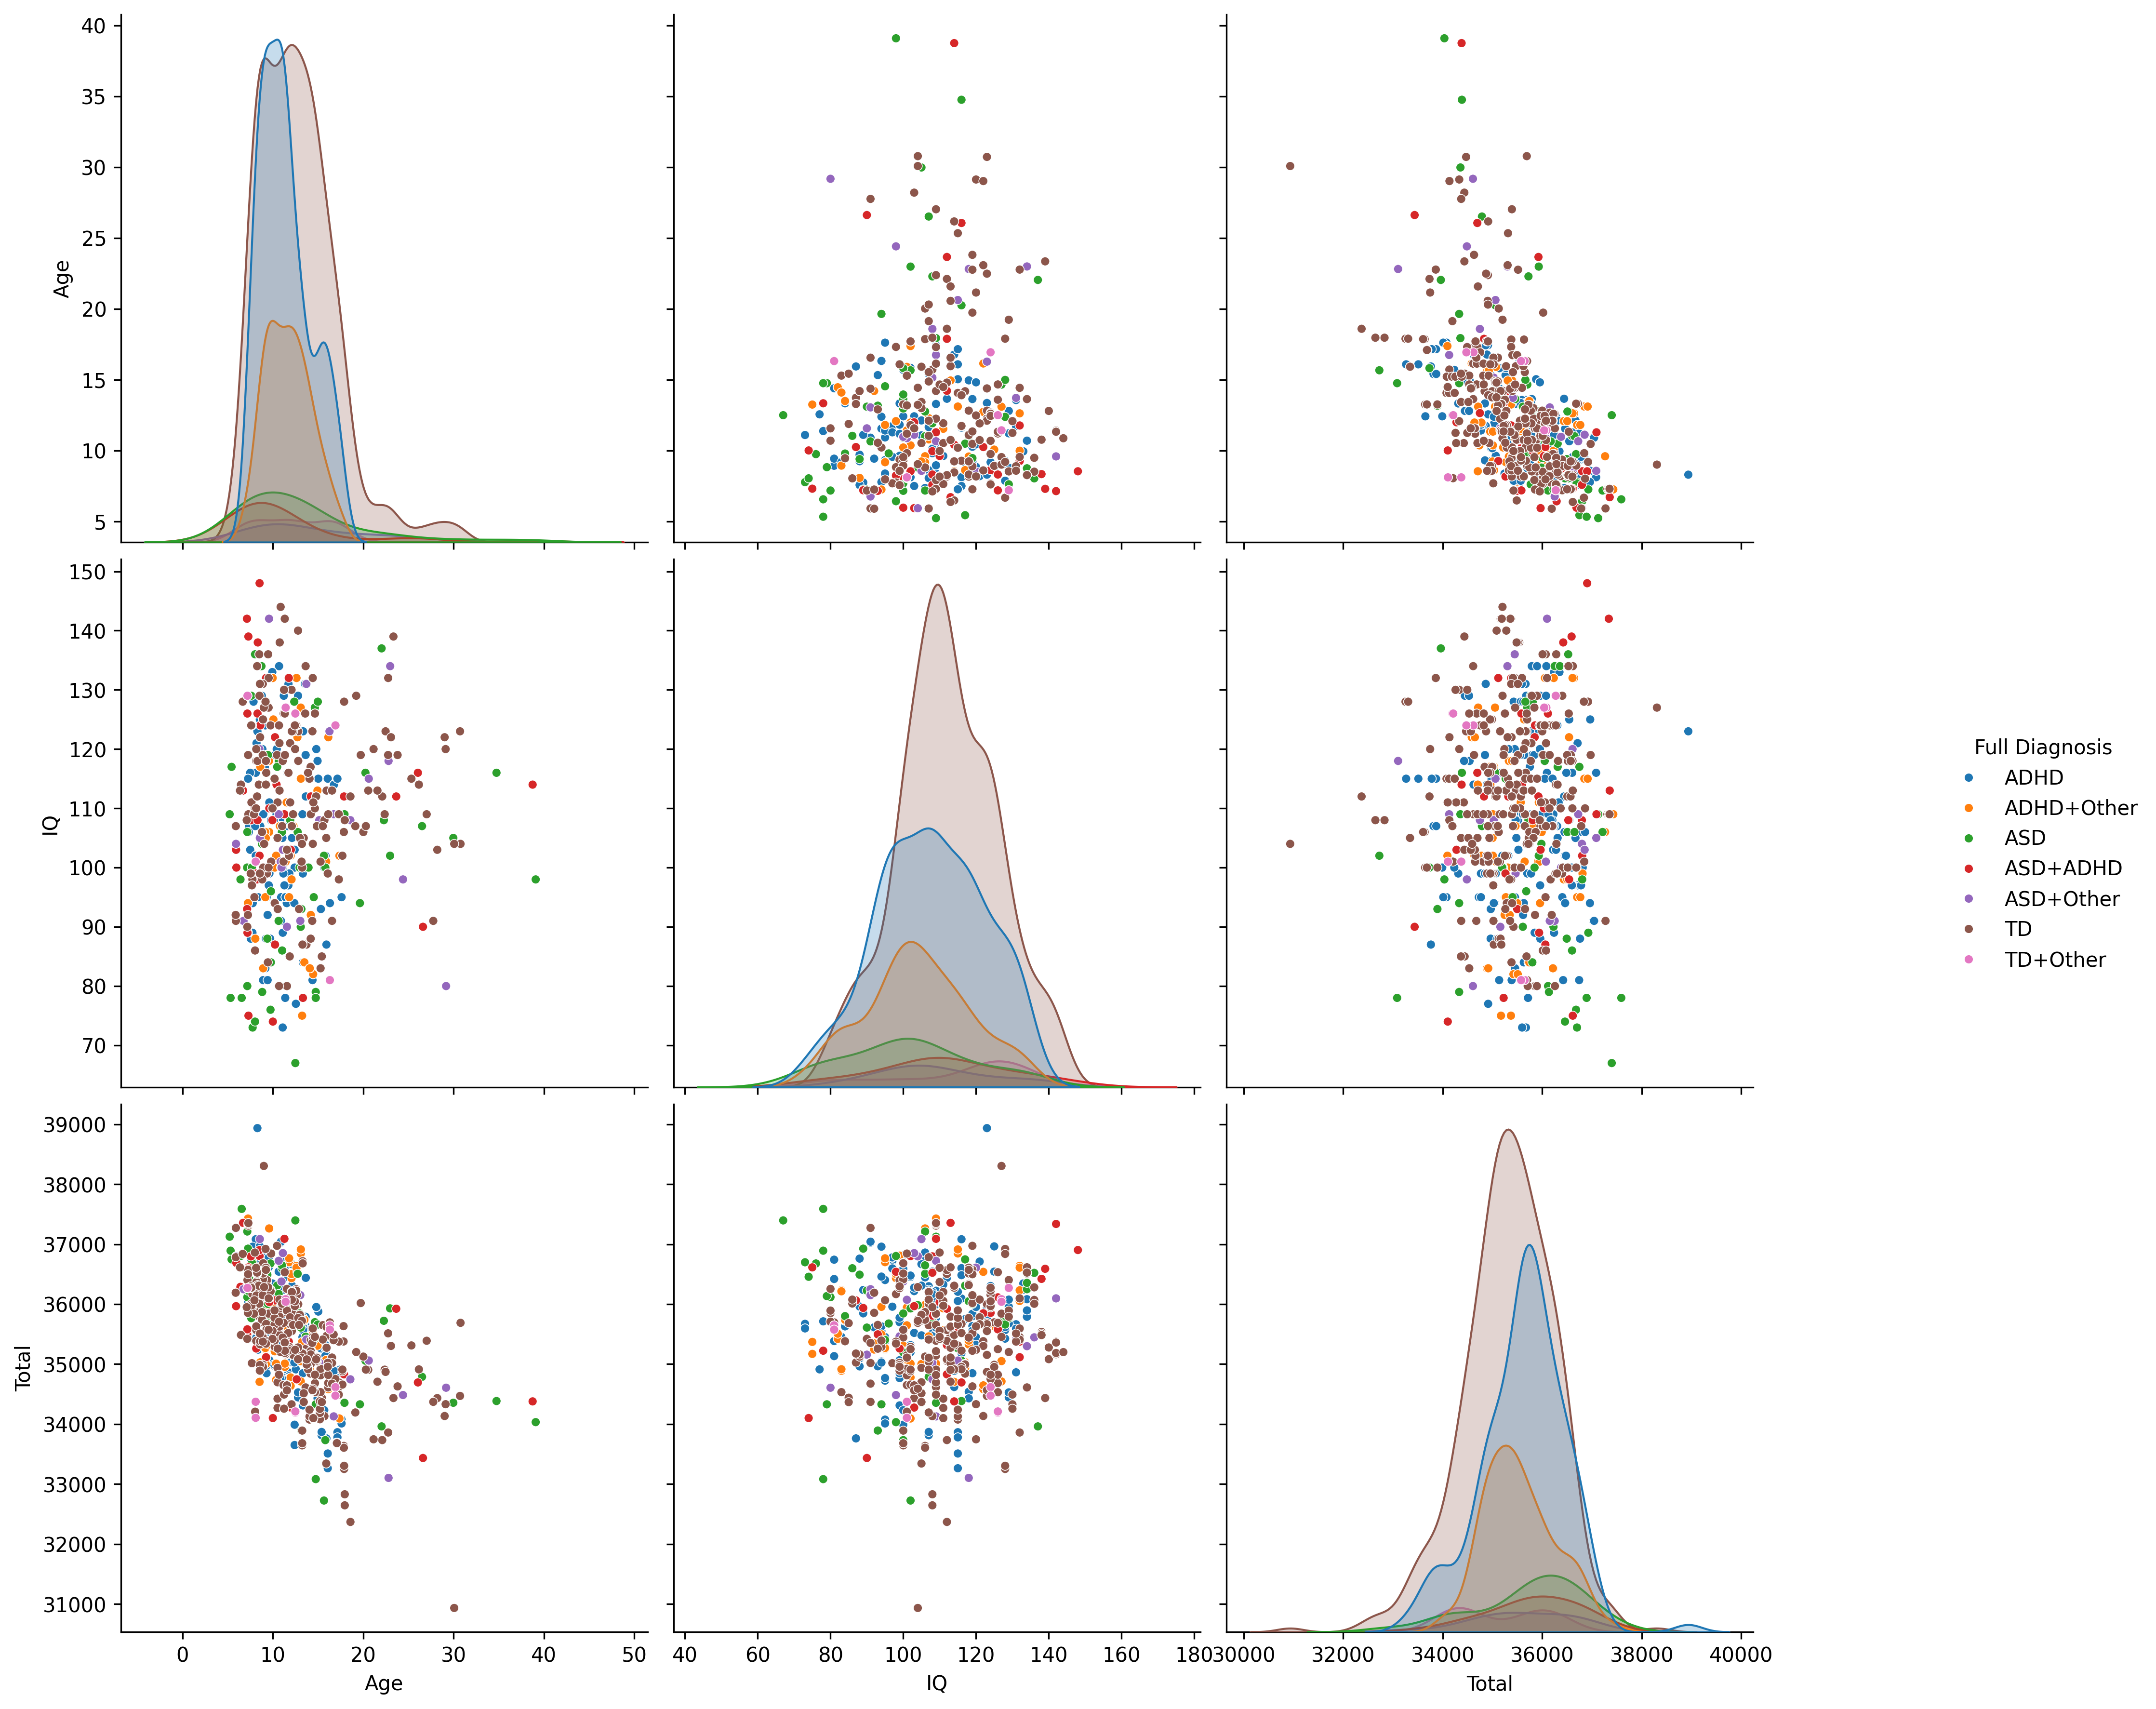 40
35
30
25
20
15
10
5
Age
150
140
130
120
110
100
90
80
70
IQ
Full Diagnosis
ADHD
ADHD+Other
ASD
ASD+ADHD
ASD+Other
TD
TD+Other
39000
38000
37000
36000
35000
34000
33000
32000
31000
Total
0 10 20 30 40 50
Age
40 60 80 100 120 140 160 180
IQ
30000 32000 34000 36000 38000 40000
Total